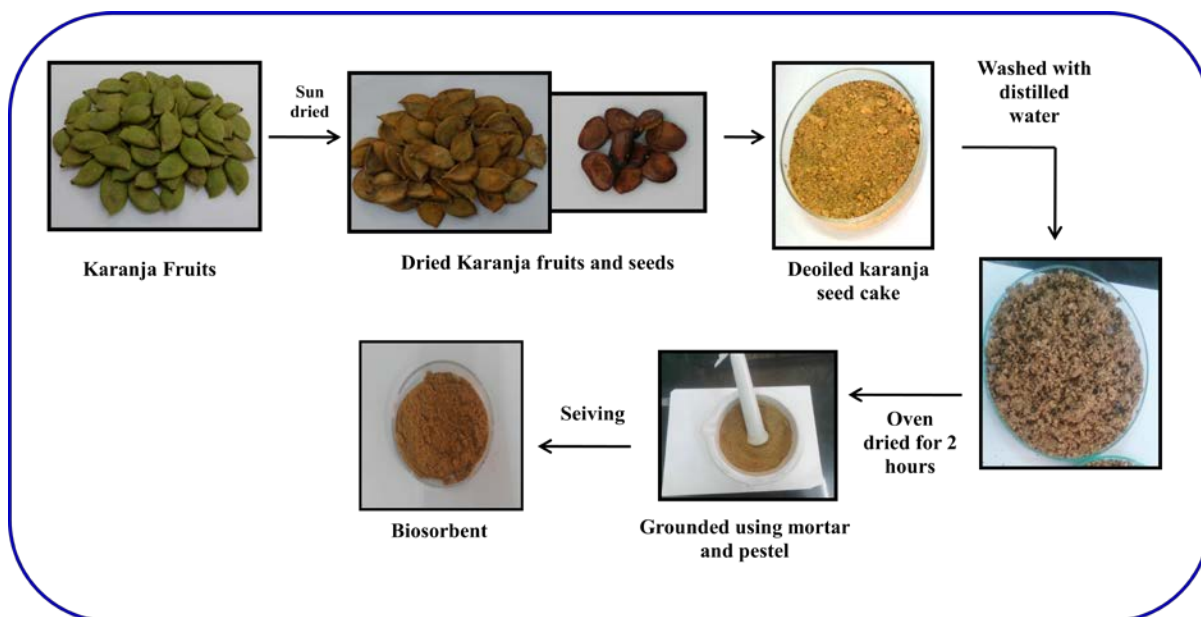 Karanja Fruits
Sun
dried
Dried Karanja fruits and seeds
Deoiled karanja
seed cake
Washed with
distilled
water
Oven
dried for 2
hours
Grounded using mortar
and pestel
Seiving
Biosorbent